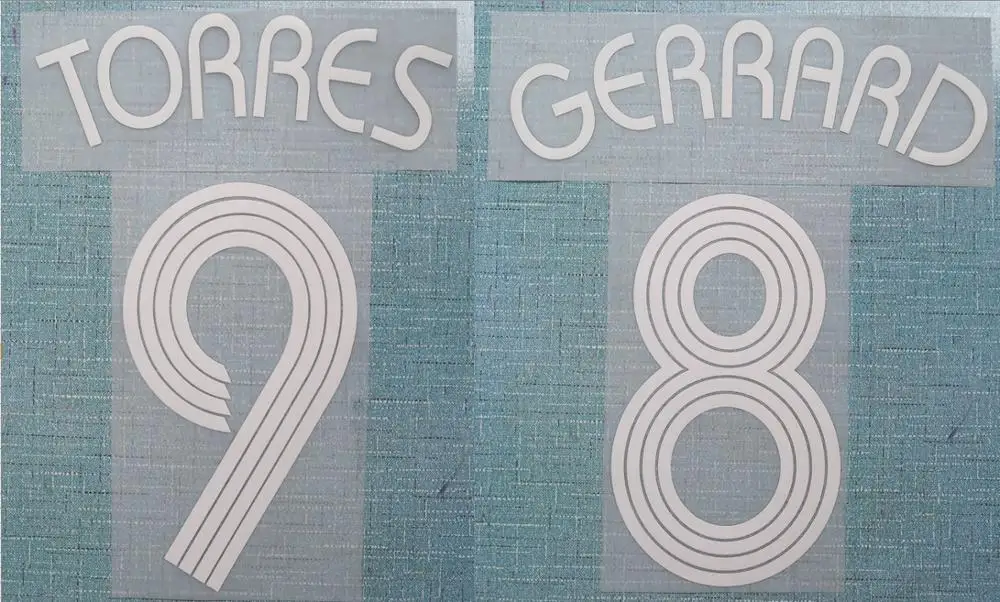 TORRES
9
GERRARD
8